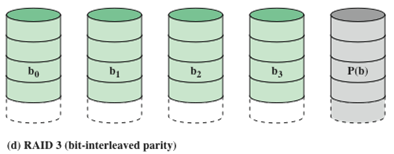 b0 b1 b2 b3 P(b)
(d) RAID 3 (bit-interleaved parity)